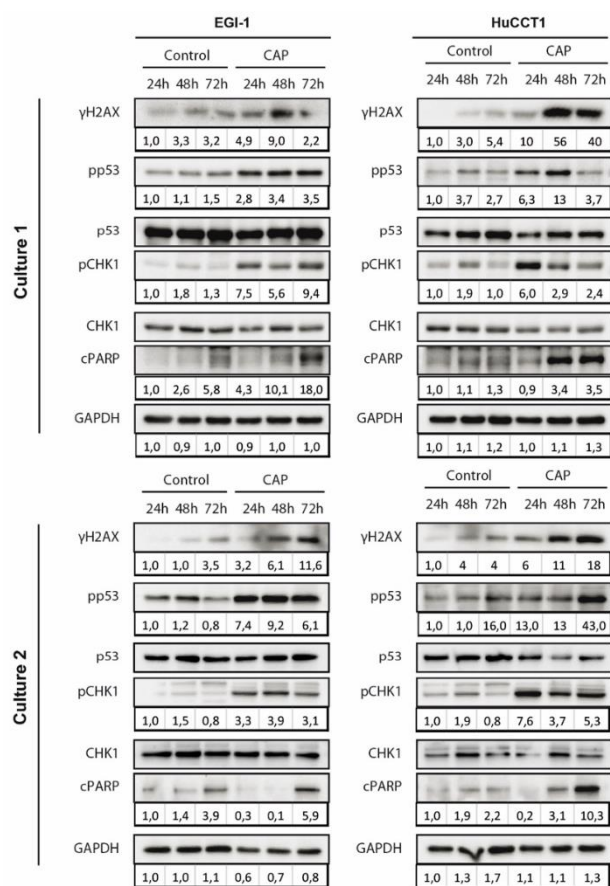 EGI-1 HuCCT1
Control CAP Control CAP
24h 48h 72h 24h 48h 72h 24h 48h 72h 24h 48h 72h
Culture 1
γH2AX γH2AX
1,0 3,3 3,2 4,9 9,0 2,2 1,0 3,0 5,4 10 56 40
pp53 pp53
1,0 1,1 1,5 2,8 3,4 3,5 1,0 3,7 2,7 6,3 13 3,7
p53 p53
pCHK1 pCHK1
1,0 1,8 1,3 7,5 5,6 9,4 1,0 1,9 1,0 6,0 2,9 2,4
CHK1 CHK1
cPARP cPARP
1,0 2,6 5,8 4,3 10,1 18,0 1,0 1,1 1,3 0,9 3,4 3,5
GAPDH GAPDH
1,0 0,9 1,0 0,9 1,0 1,0 1,0 1,1 1,2 1,0 1,1 1,3
Control CAP Control CAP
24h 48h 72h 24h 48h 72h 24h 48h 72h 24h 48h 72h
Culture 2
γH2AX γH2AX
1,0 1,0 3,5 3,2 6,1 11,6 1,0 4 4 6 11 18
pp53 pp53
1,0 1,2 0,8 7,4 9,2 6,1 1,0 1,0 16,0 13,0 13 43,0
p53 p53
pCHK1 pCHK1
1,0 1,5 0,8 3,3 3,9 3,1 1,0 1,9 0,8 7,6 3,7 5,3
CHK1 CHK1
cPARP cPARP
1,0 1,4 3,9 0,3 0,1 5,9 1,0 1,9 2,2 0,2 3,1 10,3
GAPDH GAPDH
1,0 1,0 1,1 0,6 0,7 0,8 1,0 1,3 1,7 1,1 1,1 1,3